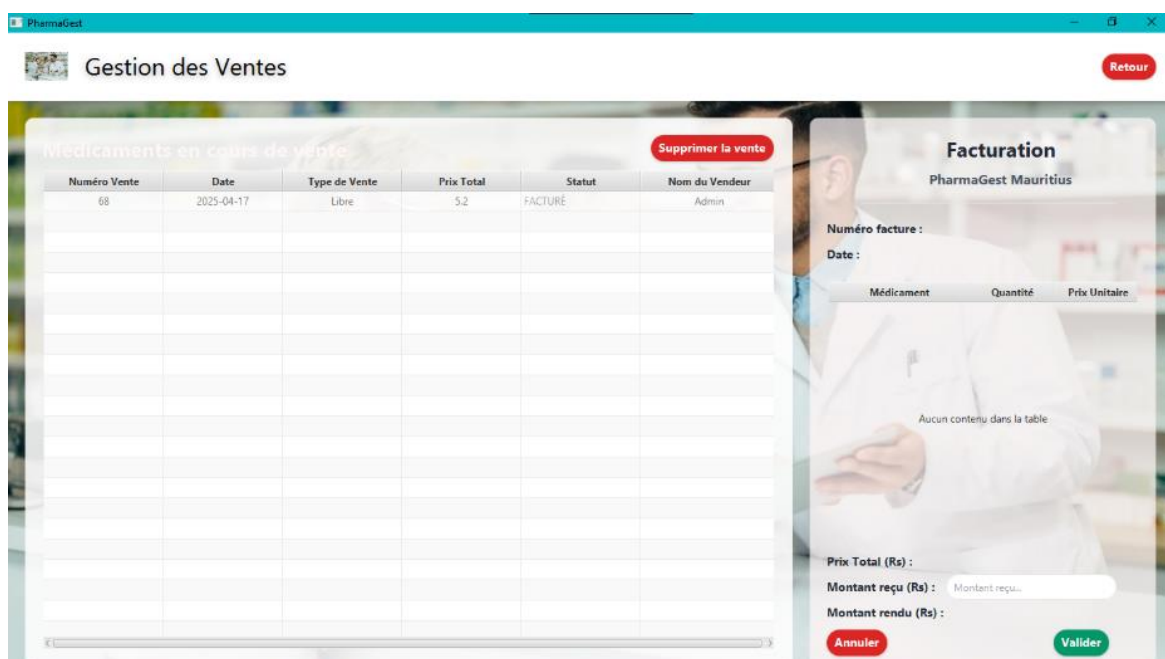 PharmaGest
Gestion des Ventes
Retour
Médicaments en cours de vente
Supprimer la vente
Numéro Vente Date Type de Vente Prix Total Statut Nom du Vendeur
68 2025-04-17 Libre 5.2 FACTURÉ Admin
Facturation
PharmaGest Mauritius
Numéro facture :
Date :
Médicament Quantité Prix Unitaire
Aucun contenu dans la table
Prix Total (Rs) :
Montant reçu (Rs) : Montant reçu...
Montant rendu (Rs) :
Annuler Valider